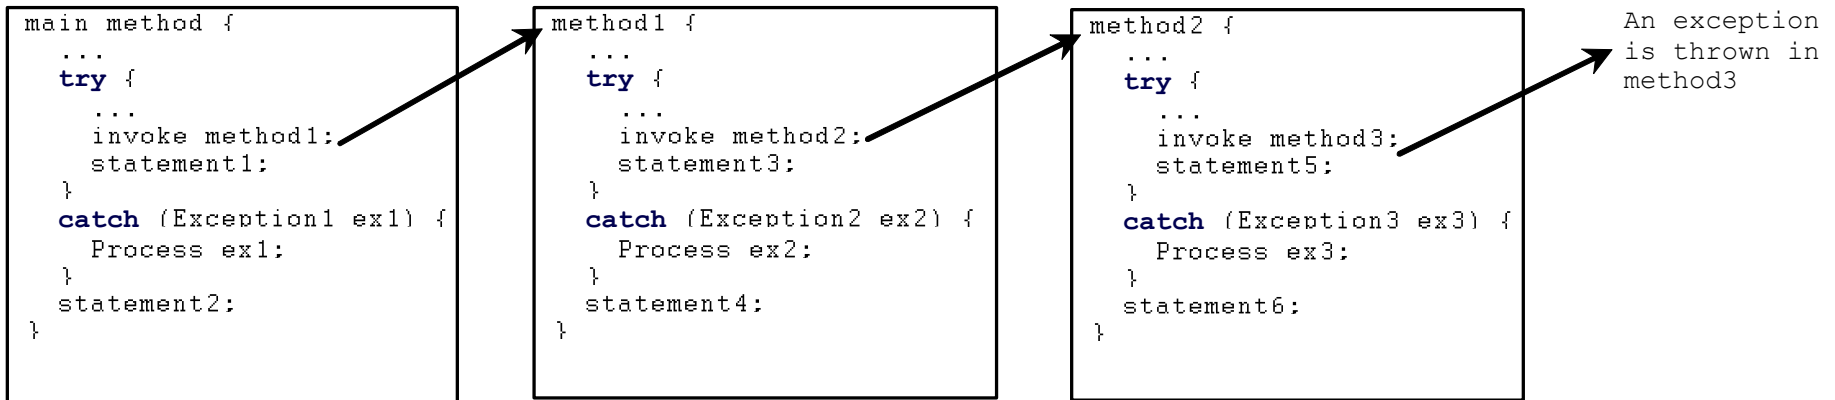 main method {
...
try {
...
invoke method1;
statement1;
}
catch (Exception1 ex1) {
Process ex1;
}
statement2;
}
method1 {
...
try {
...
invoke method2;
statement3;
}
catch (Exception2 ex2) {
Process ex2;
}
statement4;
}
method2 {
...
try {
...
invoke method3;
statement5;
}
catch (Exception3 ex3) {
Process ex3;
}
statement6;
}
An exception
is thrown in
method3